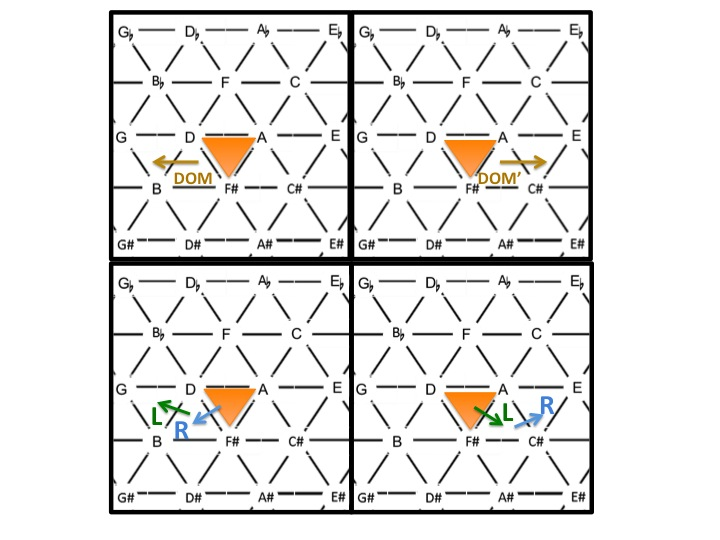 G♭ D♭ A♭ E♭ G♭ D♭ A♭ E♭
B♭ F C B♭ F C
G D A E G D A E
DOM DOM’
B F# C# B F# C#
G# D# A# E# G# D# A# E#
G♭ D♭ A♭ E♭ G♭ D♭ A♭ E♭
B♭ F C B♭ F C
G D A E G D A E
L R L R
B F# C# B F# C#
G# D# A# E# G# D# A# E#